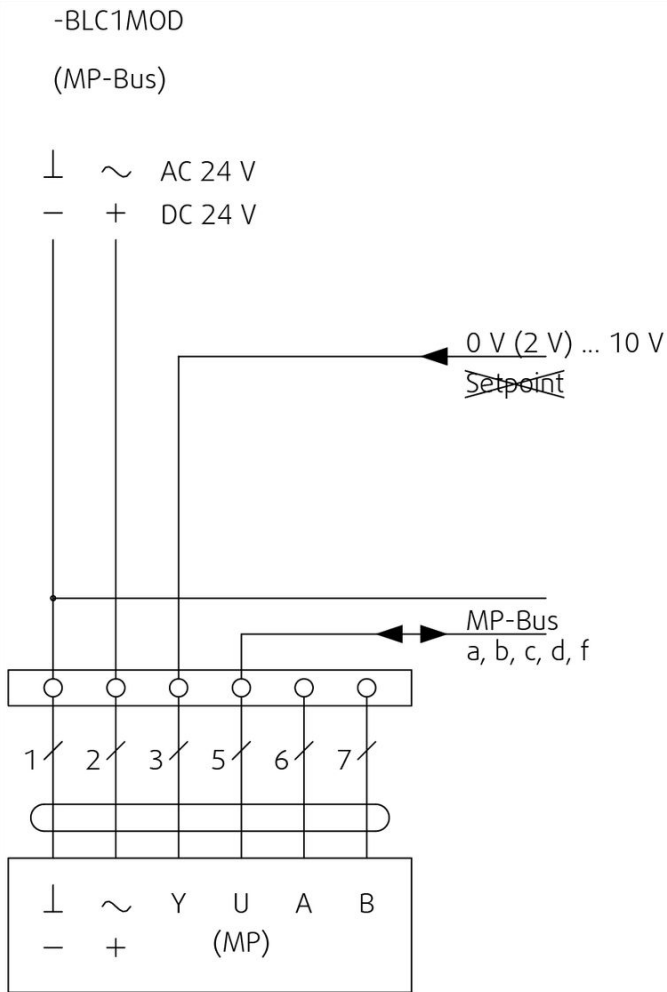 -BLC1MOD
(MP-Bus)
⊥ ~ AC 24 V
− + DC 24 V
0 V (2 V) ... 10 V
Setpoint
MP-Bus
a, b, c, d, f
1 2 3 5 6 7
⊥ ~ Y U A B
− + (MP)